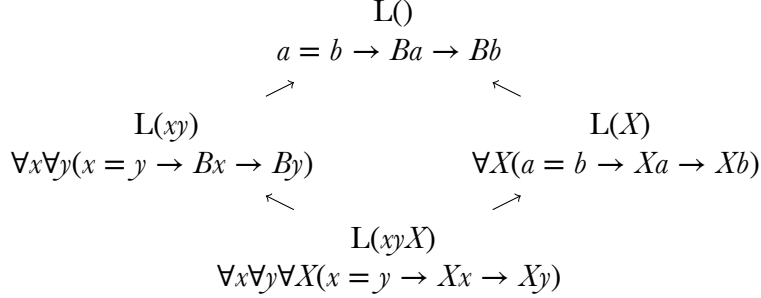 L()
a = b → Ba → Bb
L(xy)
∀x∀y(x = y → Bx → By)
L(X)
∀X(a = b → Xa → Xb)
L(xyX)
∀x∀y∀X(x = y → Xx → Xy)